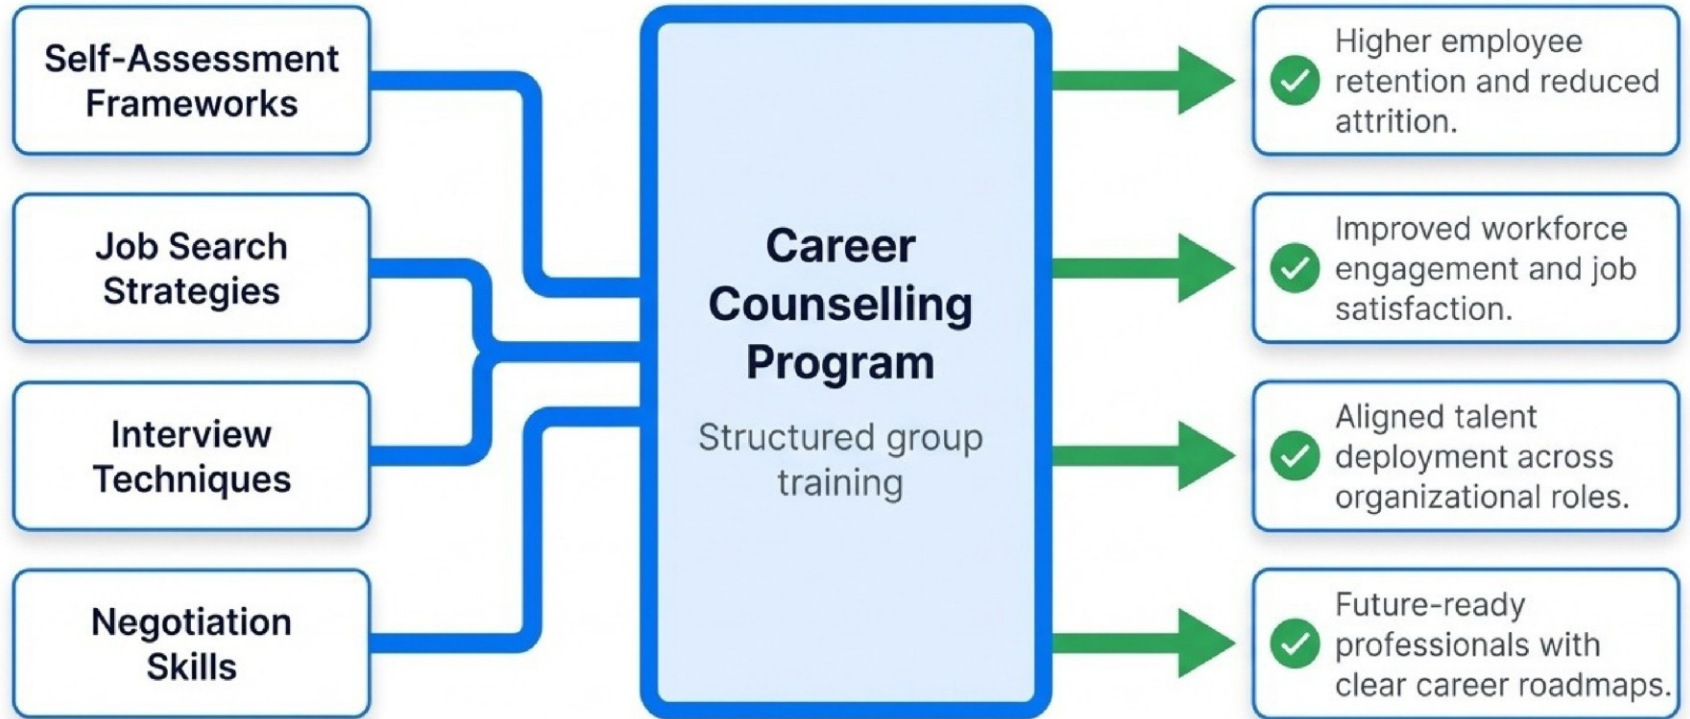 Self-Assessment
Frameworks
Job Search
Strategies
Interview
Techniques
Negotiation
Skills
Career
Counselling
Program
Structured group
training
Higher employee
retention and reduced
attrition.
Improved workforce
engagement and job
satisfaction.
Aligned talent
deployment across
organizational roles.
Future-ready
professionals with
clear career roadmaps.